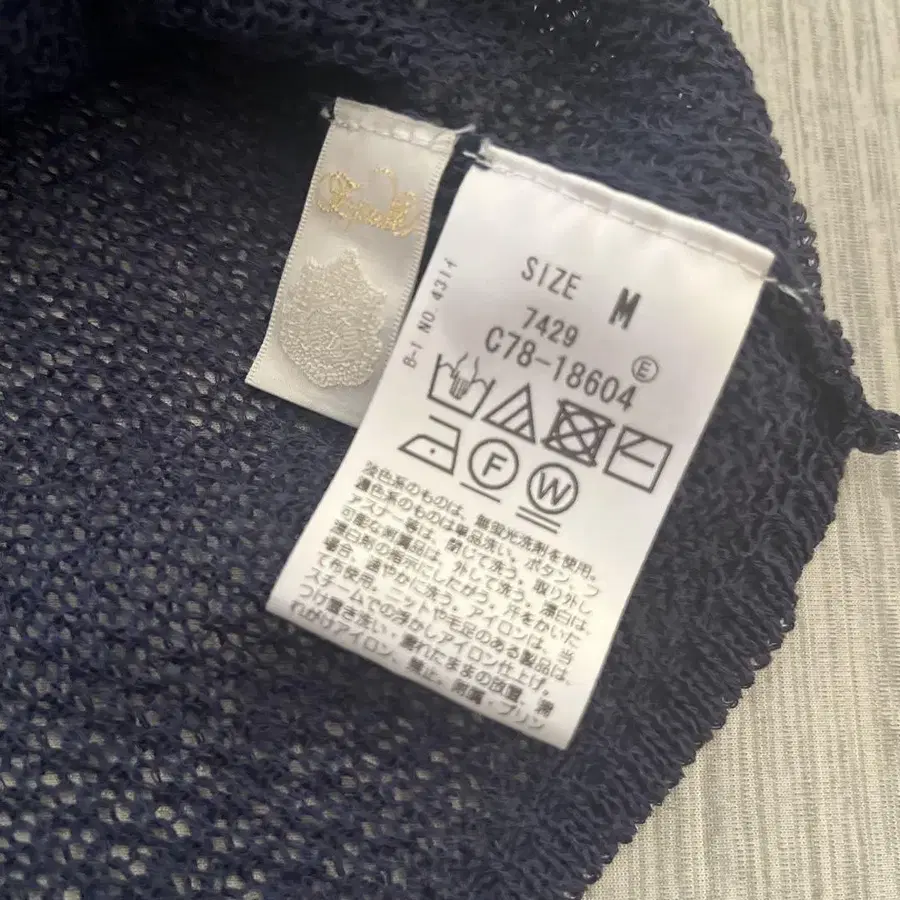 SIZE M
7429
C78-18604 Ⓔ
B-1 NO.4314
F
W
淡色系のものは、無蛍光洗剤を使用。
濃色系のものは単品洗い。ボタン、フ
ァスナー等は、閉じて洗う。取り外し
可能な附属品は、外して洗う。漂白は、
漂白剤の指示にしたがう。汗をかいた
場合、速やかに洗う。アイロンは、当
て布使用。ニットや毛足のある製品は、
スチームでの浮かしアイロン仕上げ。
つけ置き洗い・濡れたままの放置、濡
れがけアイロン、禁止。附属・プリン